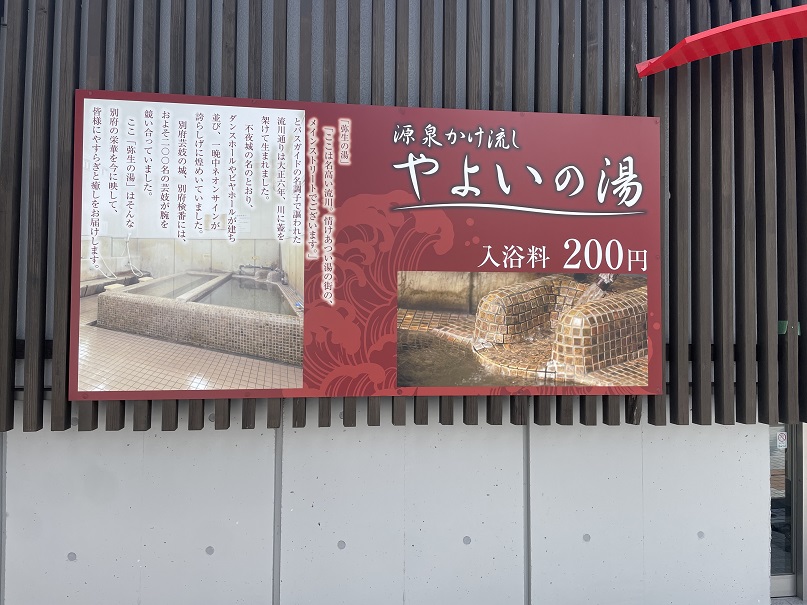 源泉かけ流し
やよいの湯
入浴料 200円
「弥生の湯」
「ここは名高い流川、情けあつい湯の街の、
メインストリートでございます。」
とバスガイドの名調子で謳われた
流川通りは大正六年、川に蓋を
架けて生まれました。
不夜城の名のとおり、
ダンスホールやビヤホールが建ち
並び、一晩中ネオンサインが
誇らしげに煌めいていました。
別府芸妓の城、別府検番には、
およそ二〇〇名の芸妓が腕を
競い合っていました。
ここ「弥生の湯」はそんな
別府の栄華を今に映して、
皆様にやすらぎと癒しをお届けします。